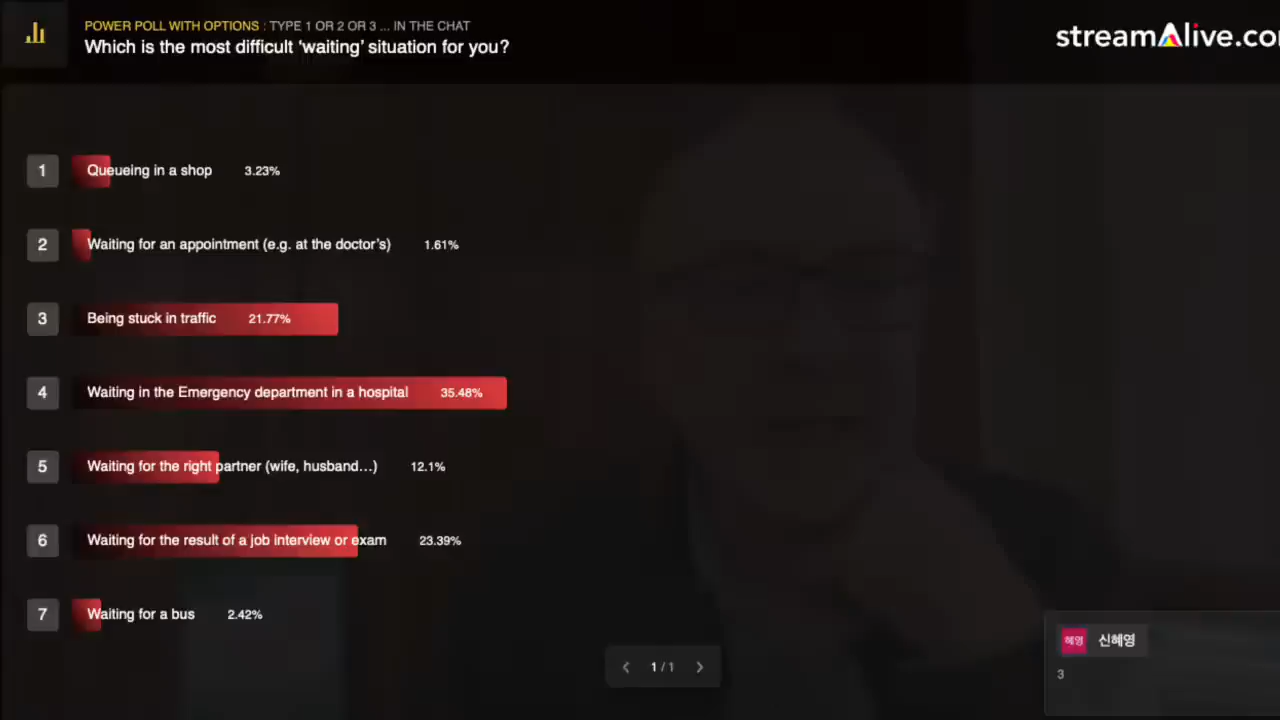 POWER POLL WITH OPTIONS : TYPE 1 OR 2 OR 3 ... IN THE CHAT
Which is the most difficult ‘waiting’ situation for you?
streamAlive.co
1 Queueing in a shop 3.23%
2 Waiting for an appointment (e.g. at the doctor’s) 1.61%
3 Being stuck in traffic 21.77%
4 Waiting in the Emergency department in a hospital 35.48%
5 Waiting for the right partner (wife, husband...) 12.1%
6 Waiting for the result of a job interview or exam 23.39%
7 Waiting for a bus 2.42%
1 / 1
혜영 신혜영
3